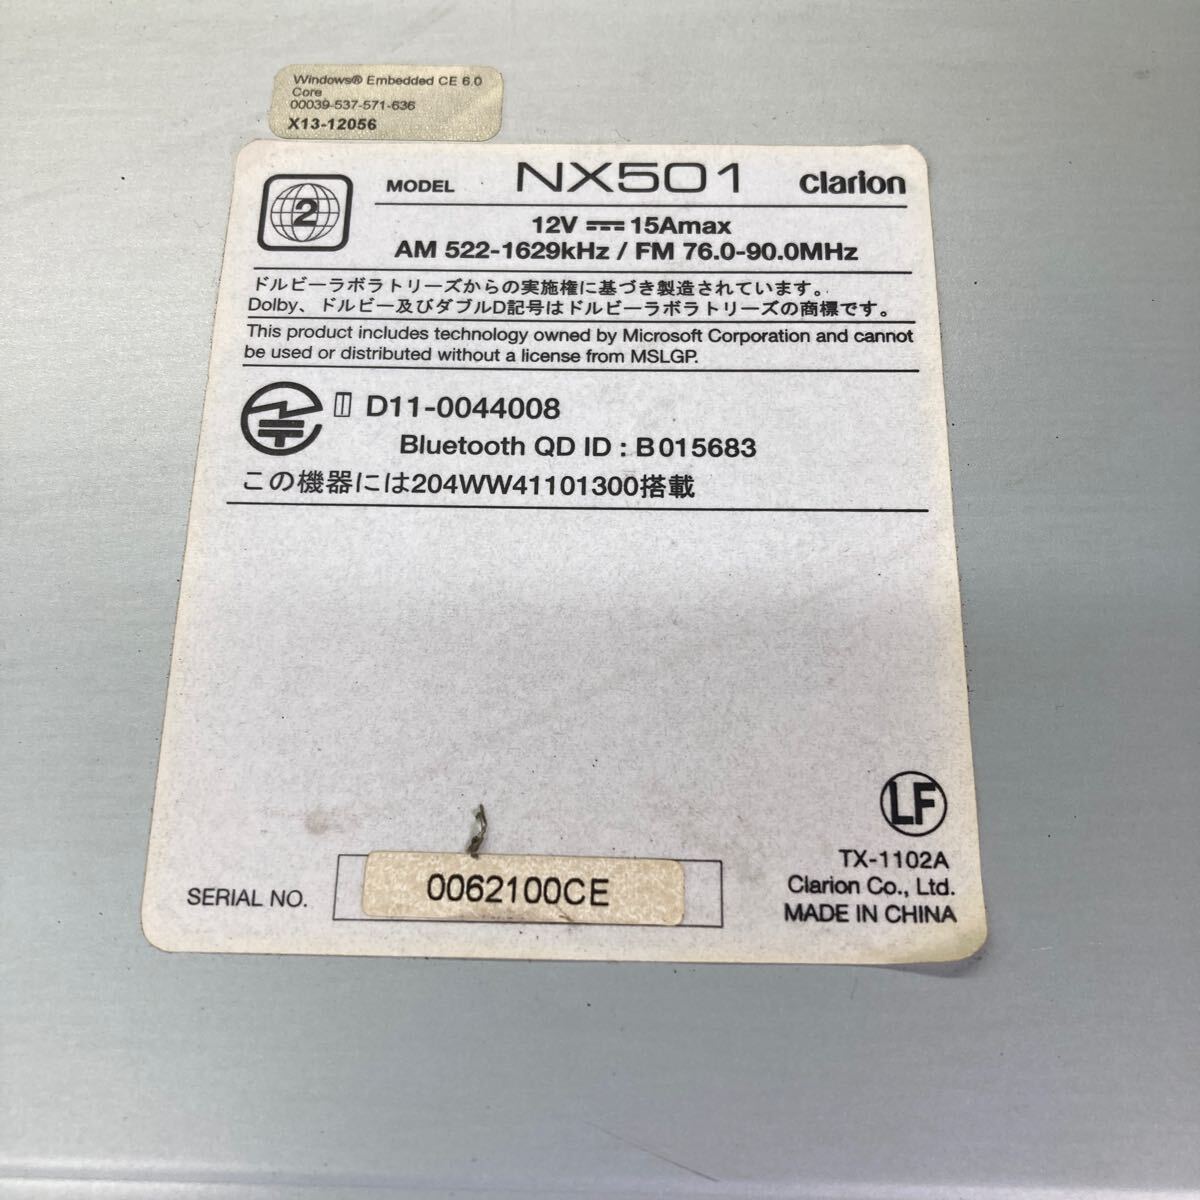 Windows® Embedded CE 6.0
Core
00039-537-571-636
X13-12056
2
MODEL NX501 clarion
12V 15Amax
AM 522-1629kHz / FM 76.0-90.0MHz
ドルビーラボラトリーズからの実施権に基づき製造されています。
Dolby、ドルビー及びダブルD記号はドルビーラボラトリーズの商標です。
This product includes technology owned by Microsoft Corporation and cannot
be used or distributed without a license from MSLGP.
D11-0044008
Bluetooth QD ID : B015683
この機器には204WW41101300搭載
LF
TX-1102A
SERIAL NO. 0062100CE
Clarion Co., Ltd.
MADE IN CHINA